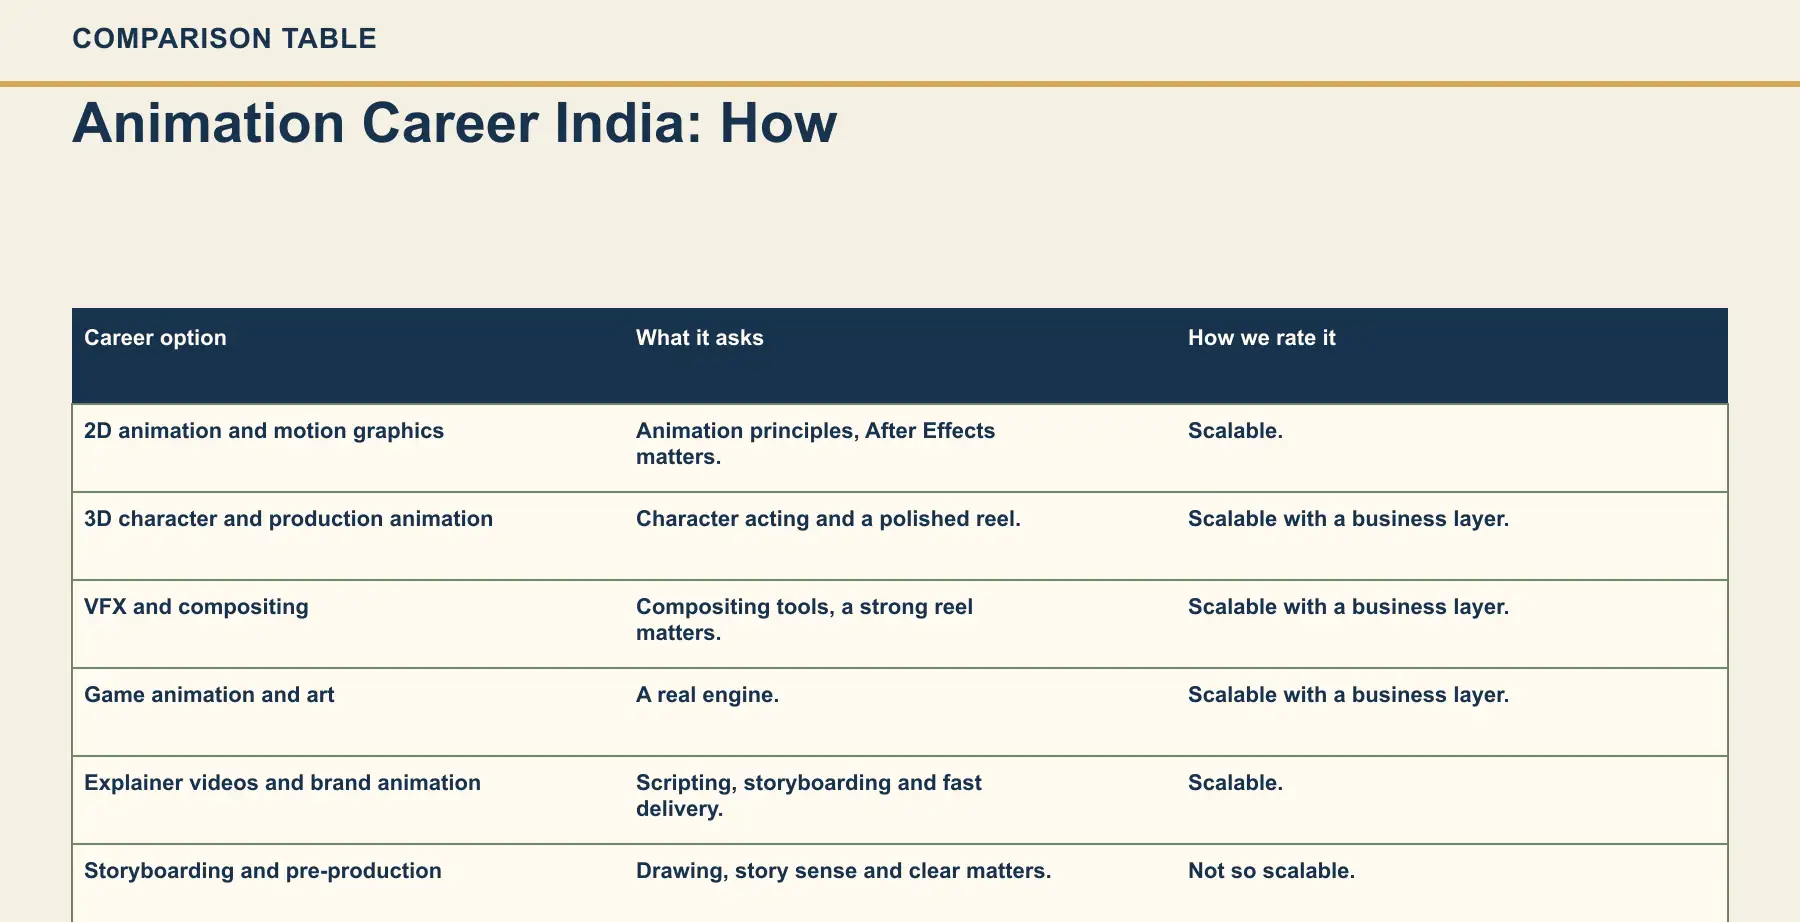 COMPARISON TABLE
Animation Career India: How
Career option
What it asks
How we rate it
2D animation and motion graphics
Animation principles, After Effects
matters.
Scalable.
3D character and production animation
Character acting and a polished reel.
Scalable with a business layer.
VFX and compositing
Compositing tools, a strong reel
matters.
Scalable with a business layer.
Game animation and art
A real engine.
Scalable with a business layer.
Explainer videos and brand animation
Scripting, storyboarding and fast
delivery.
Scalable.
Storyboarding and pre-production
Drawing, story sense and clear matters.
Not so scalable.